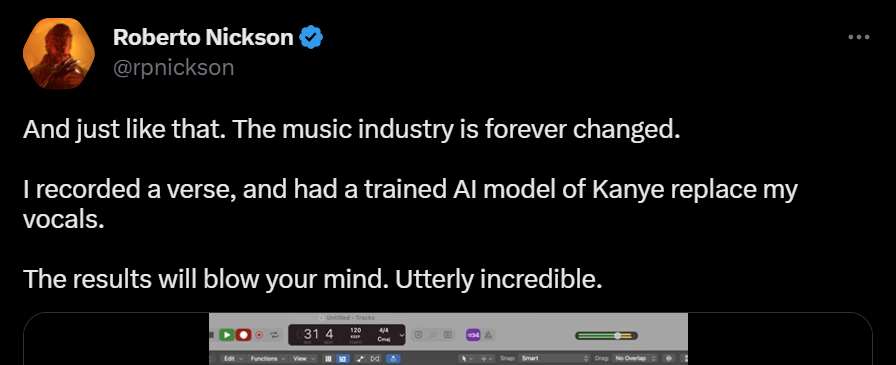 Roberto Nickson
@rpnickson
And just like that. The music industry is forever changed.
I recorded a verse, and had a trained AI model of Kanye replace my
vocals.
The results will blow your mind. Utterly incredible.
Untitled - Tracks
31 4 120 4/4
KEEP Cmaj
Edit Functions View Snap: Smart Drag: No Overlap